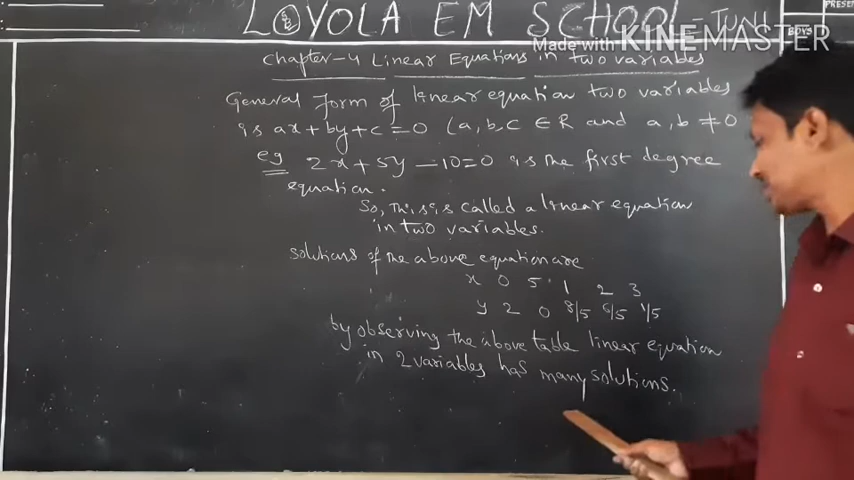 LOYOLA EM SCHOOL TUNI
PRESEN
BOYS
Made with KINEMASTER
Chapter-4 Linear Equations in two variables
General form of linear equation two variables
is ax + by + c = 0 (a, b, c ∈ R and a, b ≠ 0
eg 2x + 5y - 10 = 0 is the first degree
equation.
So, This is called a linear equation
in two variables.
solutions of the above equation are
x 0 5 1 2 3
y 2 0 8/5 6/5 1/5
by observing the above table linear equation
in 2 variables has many solutions.